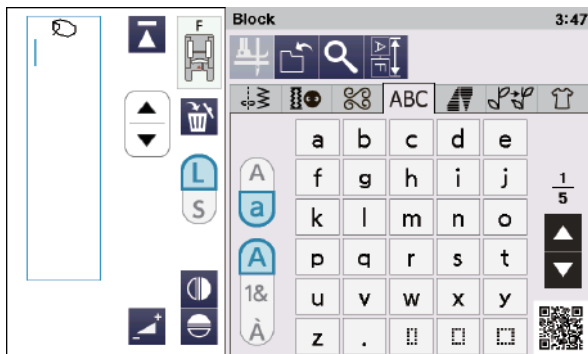 Block 3:47
F
A F
ABC
L
S
A
a
A
1&
À
a b c d e
f g h i j
k l m n o
p q r s t
u v w x y
z .
1
5